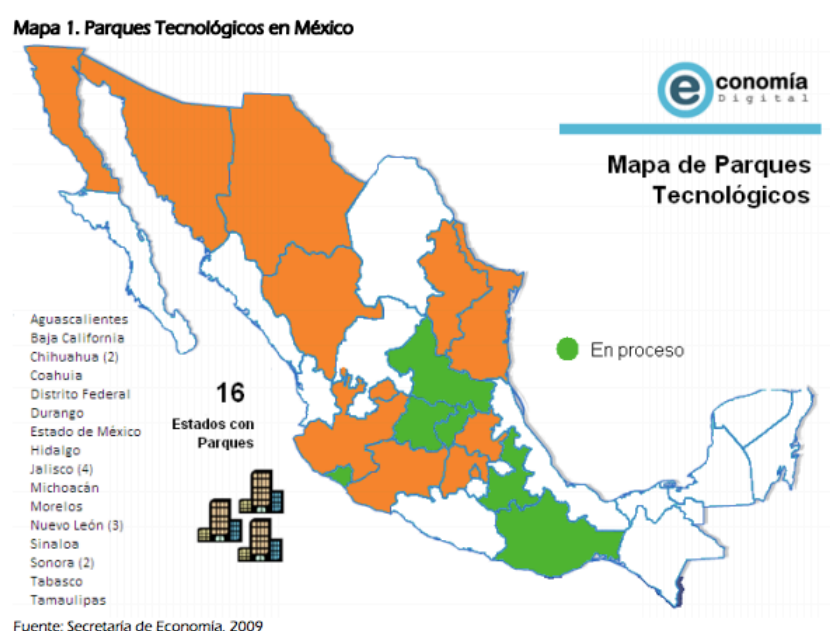 Mapa 1. Parques Tecnológicos en México
economía
Digital
Mapa de Parques
Tecnológicos
En proceso
Aguascalientes
Baja California
Chihuahua (2)
Coahuia
Distrito Federal
Durango
Estado de México
Hidalgo
Jalisco (4)
Michoacán
Morelos
Nuevo León (3)
Sinaloa
Sonora (2)
Tabasco
Tamaulipas
16
Estados con
Parques
Fuente: Secretaría de Economía, 2009